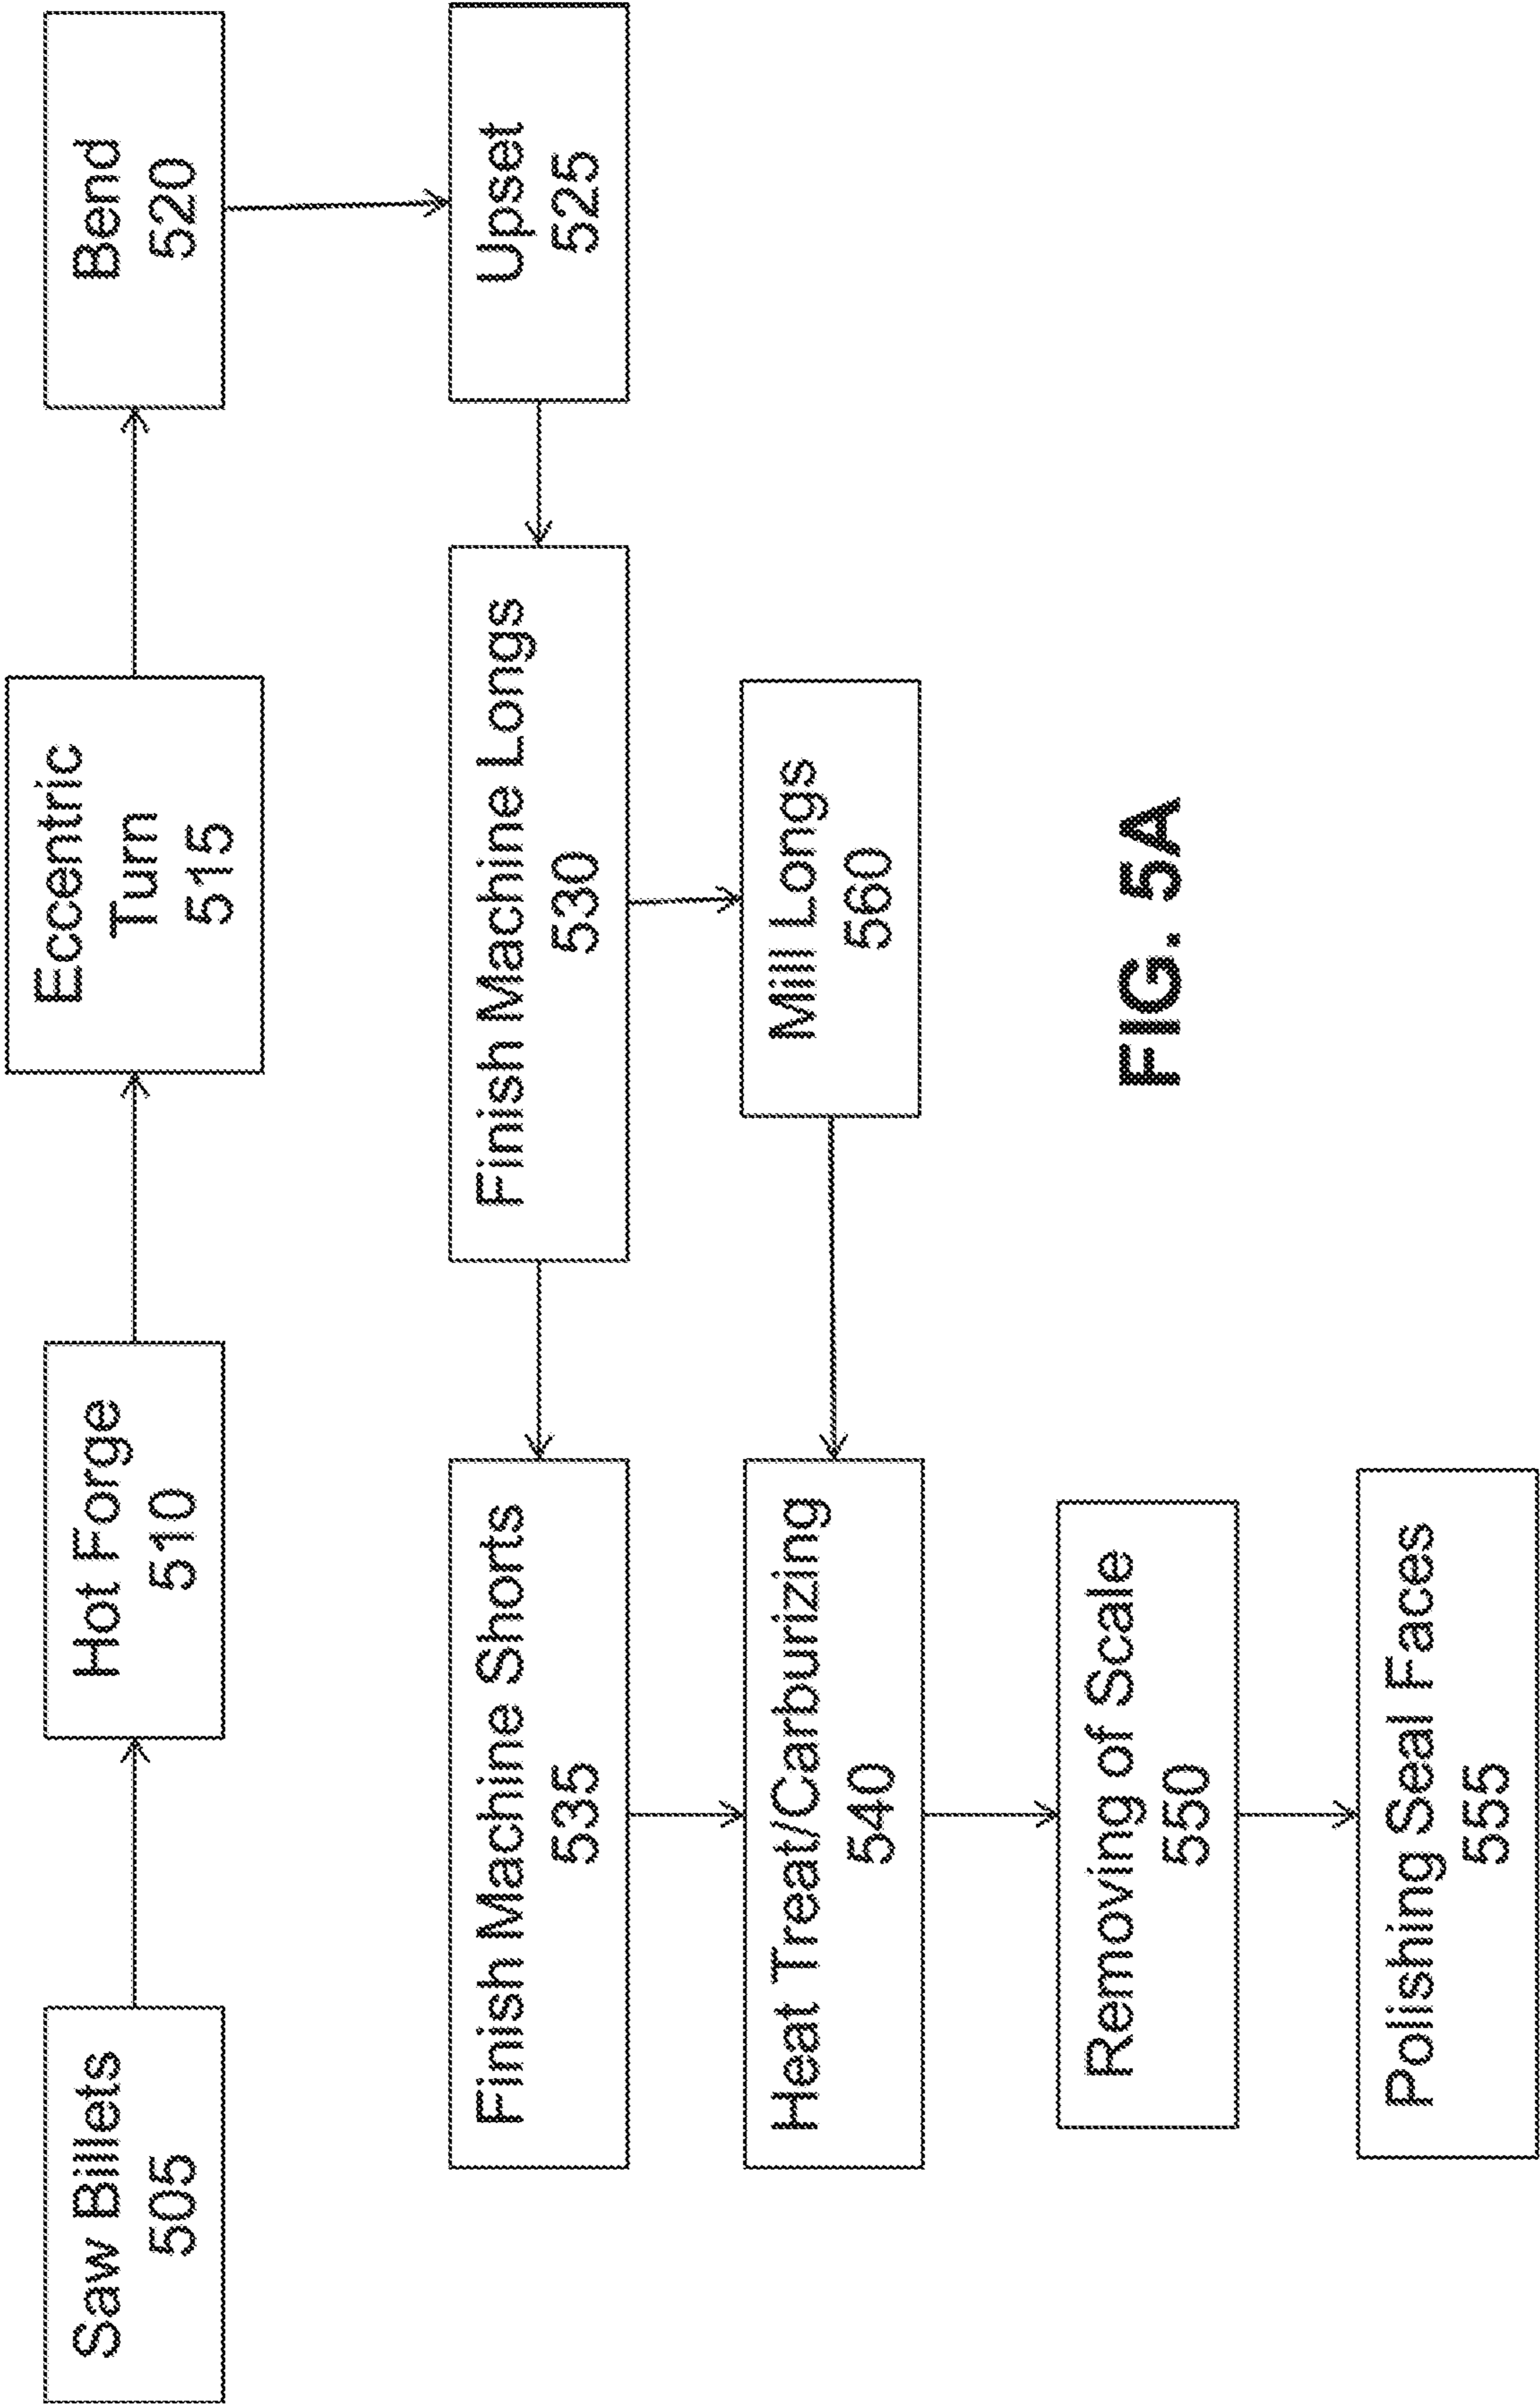 Saw Billets
505
Hot Forge
510
Eccentric
Turn
515
Bend
520
Upset
525
Finish Machine Longs
530
Finish Machine Shorts
535
Mill Longs
560
Heat Treat/Carburizing
540
Removing of Scale
550
Polishing Seal Faces
555
FIG. 5A